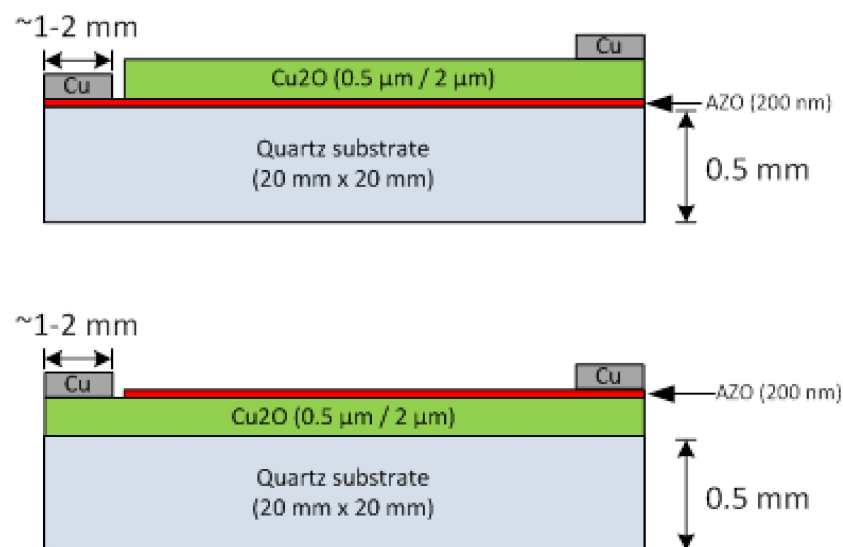 ~1-2 mm
Cu
Cu
Cu2O (0.5 µm / 2 µm)
AZO (200 nm)
Quartz substrate
(20 mm x 20 mm)
0.5 mm
~1-2 mm
Cu
Cu
AZO (200 nm)
Cu2O (0.5 µm / 2 µm)
Quartz substrate
(20 mm x 20 mm)
0.5 mm